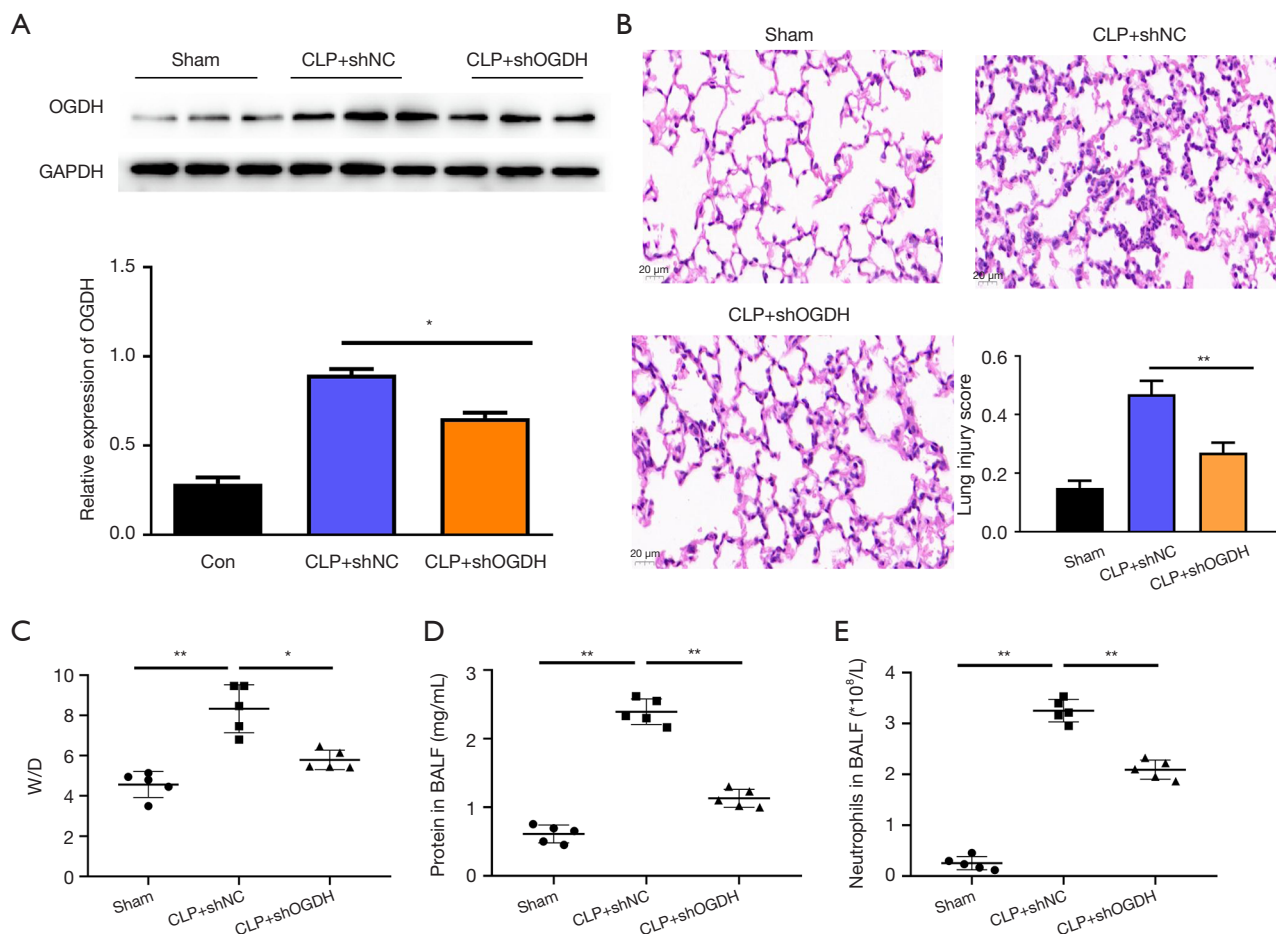 A
Sham CLP+shNC CLP+shOGDH
OGDH
GAPDH
Relative expression of OGDH
1.5
1.0
0.5
0.0
*
Con CLP+shNC CLP+shOGDH
B
Sham
20 μm
CLP+shNC
20 μm
CLP+shOGDH
20 μm
Lung injury score
0.6
0.4
0.2
0.0
**
Sham CLP+shNC CLP+shOGDH
C
W/D
10
8
6
4
2
0
** *
Sham CLP+shNC CLP+shOGDH
D
Protein in BALF (mg/mL)
3
2
1
0
** **
Sham CLP+shNC CLP+shOGDH
E
Neutrophils in BALF (*10⁸/L)
4
3
2
1
0
** **
Sham CLP+shNC CLP+shOGDH